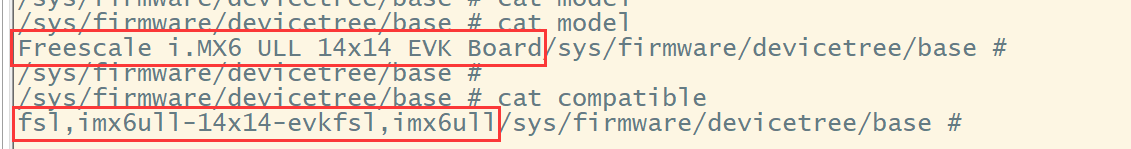 /sys/firmware/devicetree/base # cat model
/sys/firmware/devicetree/base # cat model
Freescale i.MX6 ULL 14x14 EVK Board/sys/firmware/devicetree/base #
/sys/firmware/devicetree/base #
/sys/firmware/devicetree/base # cat compatible
fsl,imx6ull-14x14-evkfsl,imx6ull/sys/firmware/devicetree/base #